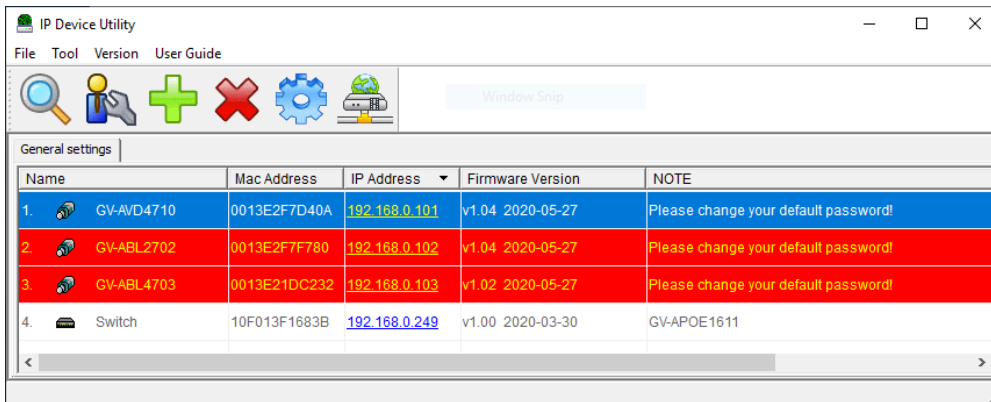 IP Device Utility
File Tool Version User Guide
Window Snip
General settings
Name Mac Address IP Address Firmware Version NOTE
1. GV-AVD4710 0013E2F7D40A 192.168.0.101 v1.04 2020-05-27 Please change your default password!
2. GV-ABL2702 0013E2F7F780 192.168.0.102 v1.04 2020-05-27 Please change your default password!
3. GV-ABL4703 0013E21DC232 192.168.0.103 v1.02 2020-05-27 Please change your default password!
4. Switch 10F013F1683B 192.168.0.249 v1.00 2020-03-30 GV-APOE1611